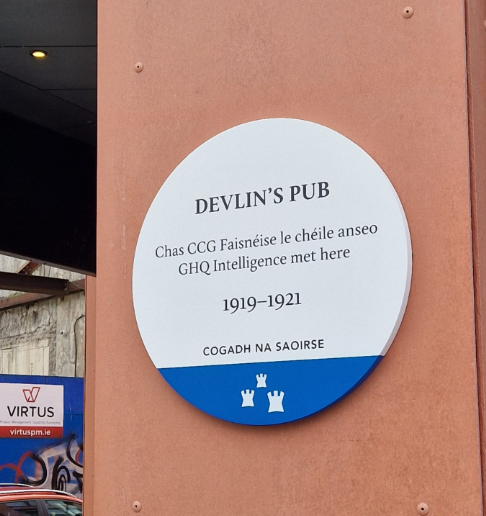 DEVLIN'S PUB
Chas CCG Faisnéise le chéile anseo
GHQ Intelligence met here
1919–1921
COGADH NA SAOIRSE
VIRTUS
virtuspm.ie